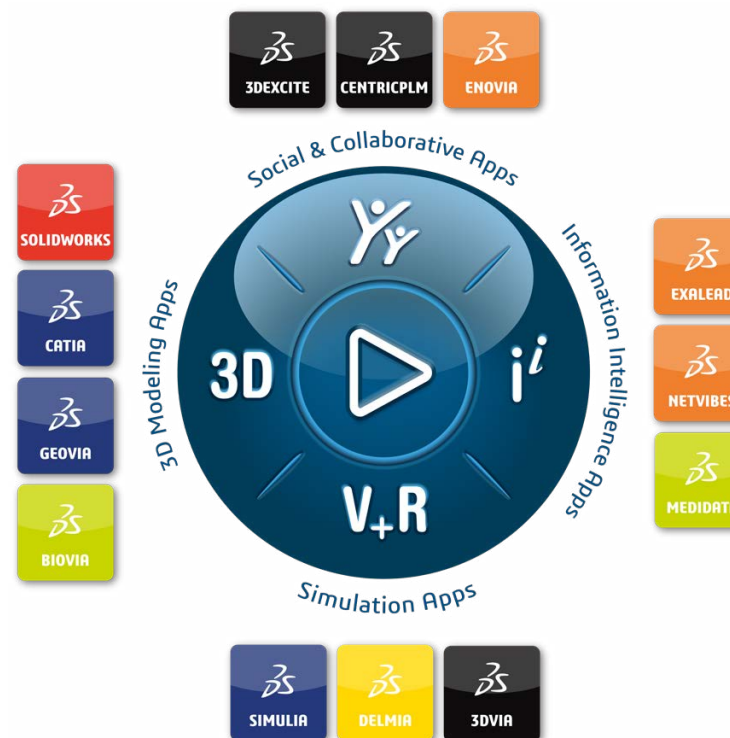 3DEXCITE
CENTRICPLM
ENOVIA
Social & Collaborative Apps
SOLIDWORKS
CATIA
GEOVIA
BIOVIA
3D Modeling Apps
3D
i i
V+R
Information Intelligence Apps
EXALEAD
NETVIBES
MEDIDAT
Simulation Apps
SIMULIA
DELMIA
3DVIA